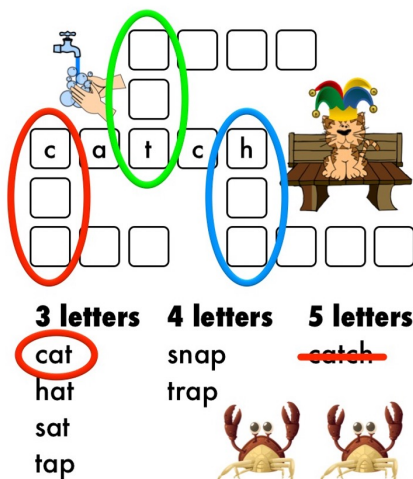 c a t c h
3 letters 4 letters 5 letters
cat snap catch
hat trap
sat
tap